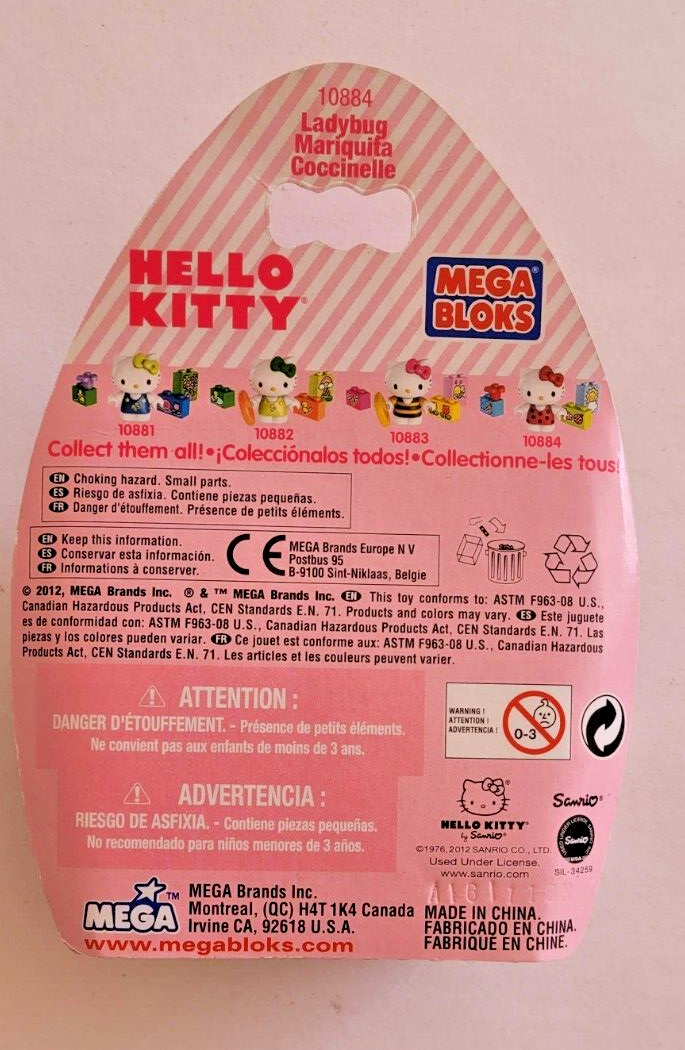 10884
Ladybug
Mariquita
Coccinelle
HELLO
KITTY®
MEGA®
BLOKS
10881
10882
10883
10884
Collect them all!•¡Colecciónalos todos!•Collectionne-les tous!
EN Choking hazard. Small parts.
ES Riesgo de asfixia. Contiene piezas pequeñas.
FR Danger d'étouffement. Présence de petits éléments.
EN Keep this information.
ES Conservar esta información.
FR Informations à conserver.
CE
MEGA Brands Europe N V
Postbus 95
B-9100 Sint-Niklaas, Belgie
© 2012, MEGA Brands Inc. ® & ™ MEGA Brands Inc. EN This toy conforms to: ASTM F963-08 U.S.,
Canadian Hazardous Products Act, CEN Standards E.N. 71. Products and colors may vary. ES Este juguete
es de conformidad con: ASTM F963-08 U.S., Canadian Hazardous Products Act, CEN Standards E.N. 71. Las
piezas y los colores pueden variar. FR Ce jouet est conforme aux: ASTM F963-08 U.S., Canadian Hazardous
Products Act, CEN Standards E.N. 71. Les articles et les couleurs peuvent varier.
ATTENTION :
DANGER D'ÉTOUFFEMENT. - Présence de petits éléments.
Ne convient pas aux enfants de moins de 3 ans.
WARNING !
ATTENTION !
ADVERTENCIA !
0-3
ADVERTENCIA :
RIESGO DE ASFIXIA. - Contiene piezas pequeñas.
No recomendado para niños menores de 3 años.
HELLO KITTY®
by Sanrio®
©1976, 2012 SANRIO CO., LTD.
Used Under License.
www.sanrio.com
Sanrio®
Sanrio
USA
SIL-34259
MEGA™
MEGA Brands Inc.
Montreal, (QC) H4T 1K4 Canada
Irvine CA, 92618 U.S.A.
www.megabloks.com
MADE IN CHINA.
FABRICADO EN CHINA.
FABRIQUÉ EN CHINE.